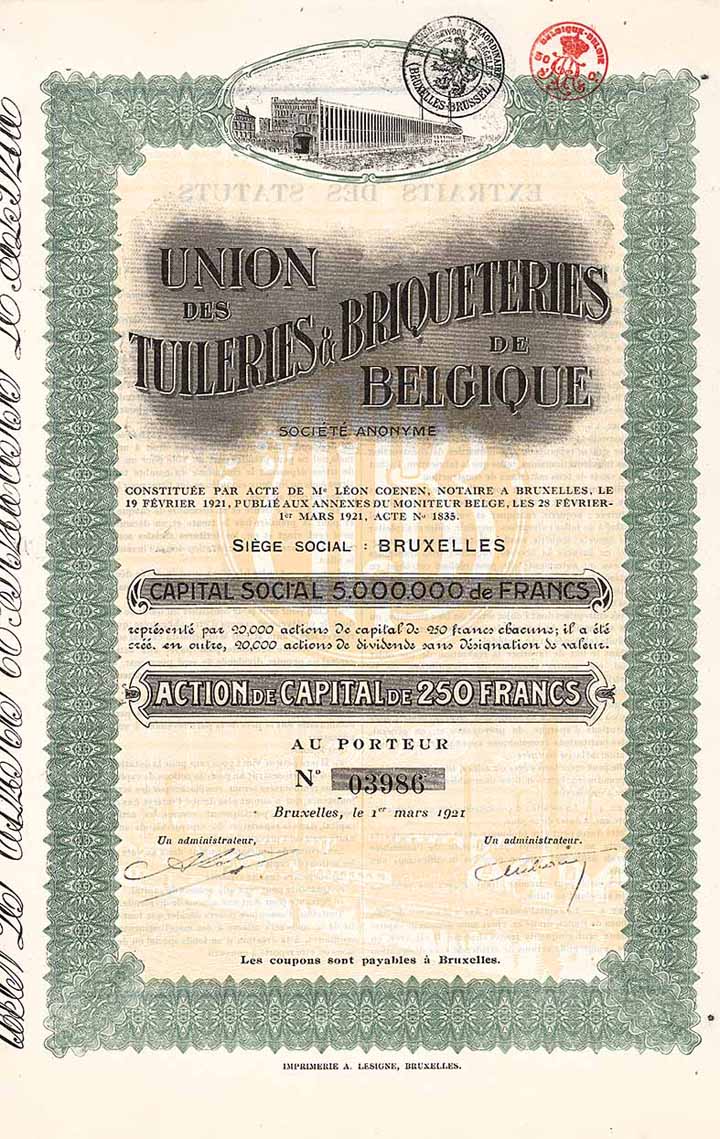 TIMBRE A L'EXTRAORDINAIRE
(BRUXELLES-BRUSSEL)
BELGIQUE-BELGIË
50 C.
EXTRAITS DES STATUTS
UNION
DES
TUILERIES & BRIQUETERIES
DE
BELGIQUE
SOCIÉTÉ ANONYME
CONSTITUÉE PAR ACTE DE Me LÉON COENEN, NOTAIRE A BRUXELLES, LE
19 FÉVRIER 1921, PUBLIÉ AUX ANNEXES DU MONITEUR BELGE, LES 28 FÉVRIER-
1er MARS 1921, ACTE No 1835.
SIÈGE SOCIAL : BRUXELLES
CAPITAL SOCIAL 5.000.000 de FRANCS
représenté par 20,000 actions de capital de 250 francs chacune; il a été
créé, en outre, 20,000 actions de dividende sans désignation de valeur.
ACTION DE CAPITAL DE 250 FRANCS
AU PORTEUR
No 03986
Bruxelles, le 1er mars 1921
Un administrateur, Un administrateur.
Les coupons sont payables à Bruxelles.
IMPRIMERIE A. LESIGNE, BRUXELLES.